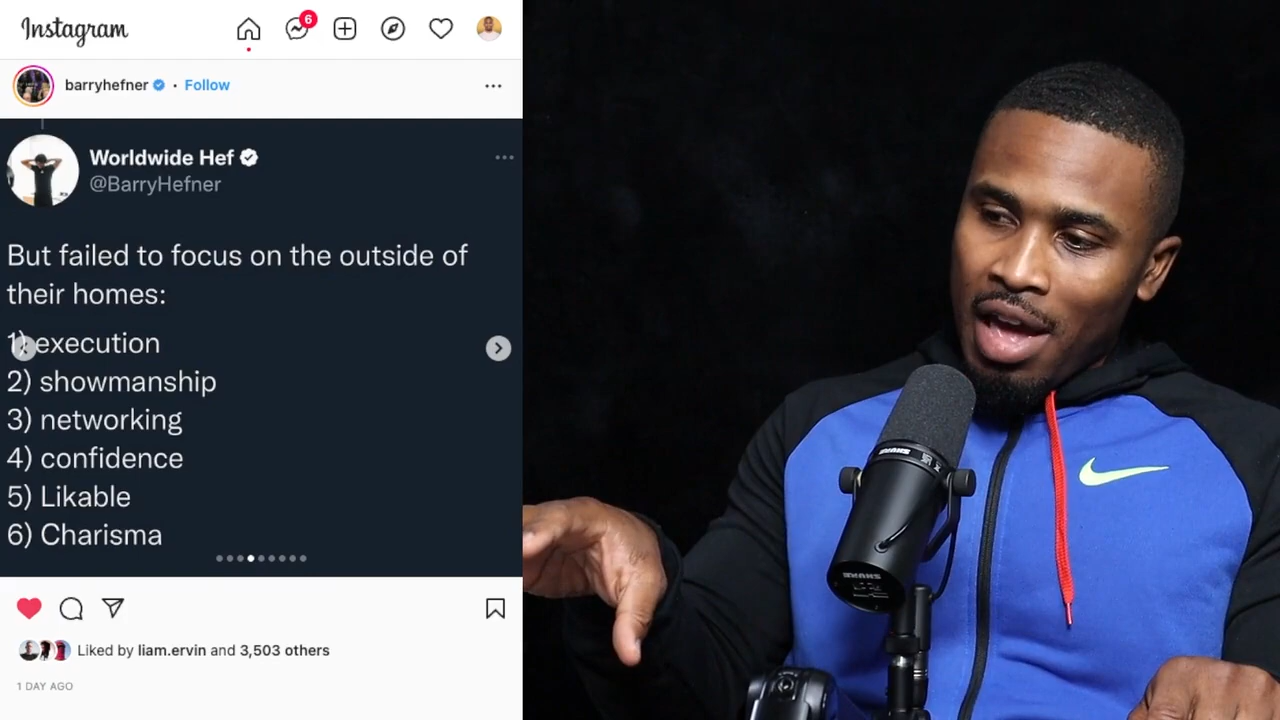 Instagram
6
barryhefner • Follow
Worldwide Hef
@BarryHefner
But failed to focus on the outside of
their homes:
1) execution
2) showmanship
3) networking
4) confidence
5) Likable
6) Charisma
Liked by liam.ervin and 3,503 others
1 DAY AGO
SHURE
SHURE